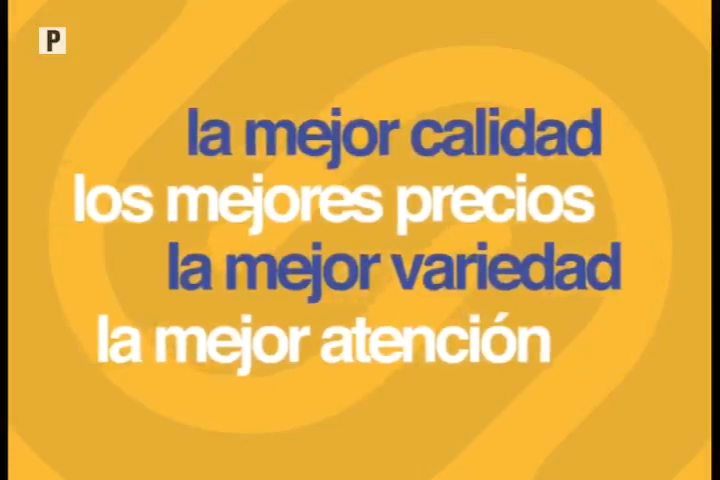 P
la mejor calidad
los mejores precios
la mejor variedad
la mejor atención